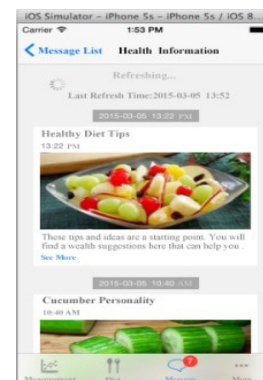 iOS Simulator - iPhone 5s - iPhone 5s / iOS 8...
Carrier 1:53 PM
Message List Health Information
Refreshing...
Last Refresh Time:2015-03-05 13:52
2015-03-05 13:22 PM
Healthy Diet Tips
13:22 PM
These tips and ideas are a starting point. You will
find a wealth suggestions here that can help you .
See More
2015-03-05 10:40 AM
Cucumber Personality
10:40 AM
7